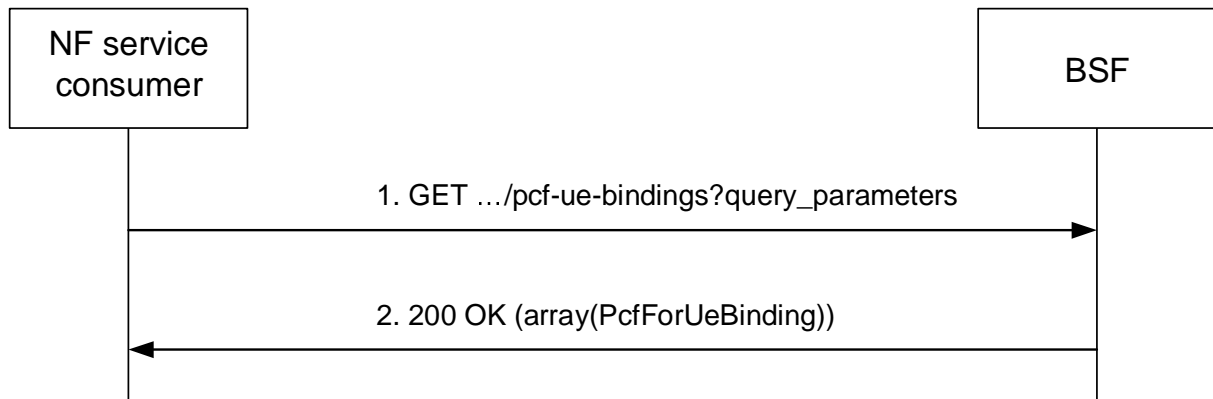 NF service
consumer
BSF
1. GET …/pcf-ue-bindings?query_parameters
2. 200 OK (array(PcfForUeBinding))